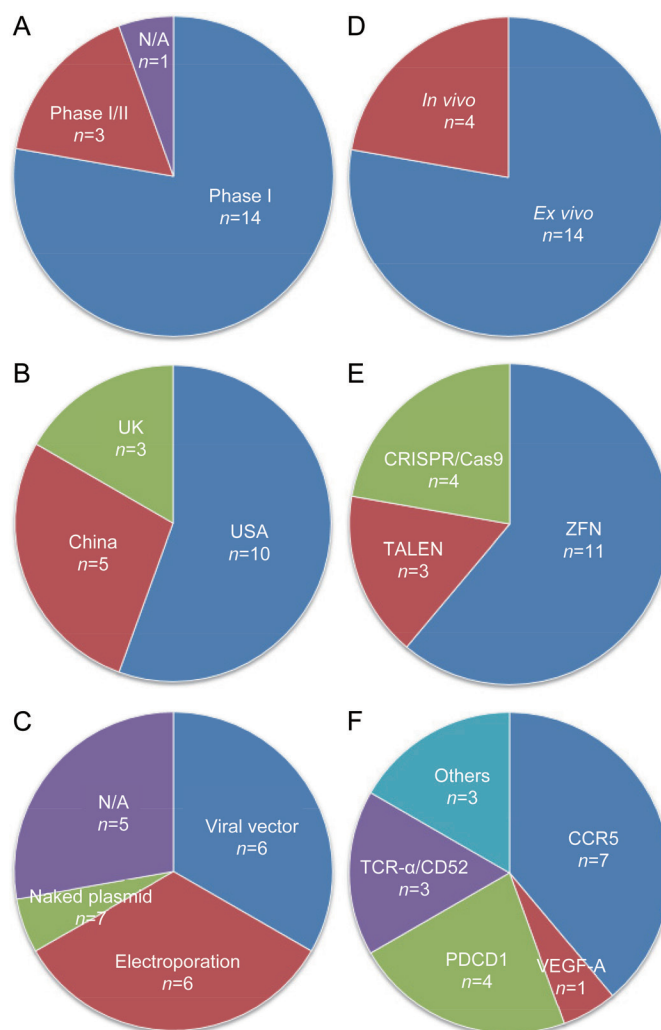 A
N/A
n=1
Phase I/II
n=3
Phase I
n=14
D
In vivo
n=4
Ex vivo
n=14
B
UK
n=3
China
n=5
USA
n=10
E
CRISPR/Cas9
n=4
TALEN
n=3
ZFN
n=11
C
N/A
n=5
Viral vector
n=6
Naked plasmid
n=7
Electroporation
n=6
F
Others
n=3
CCR5
n=7
TCR-α/CD52
n=3
PDCD1
n=4
VEGF-A
n=1